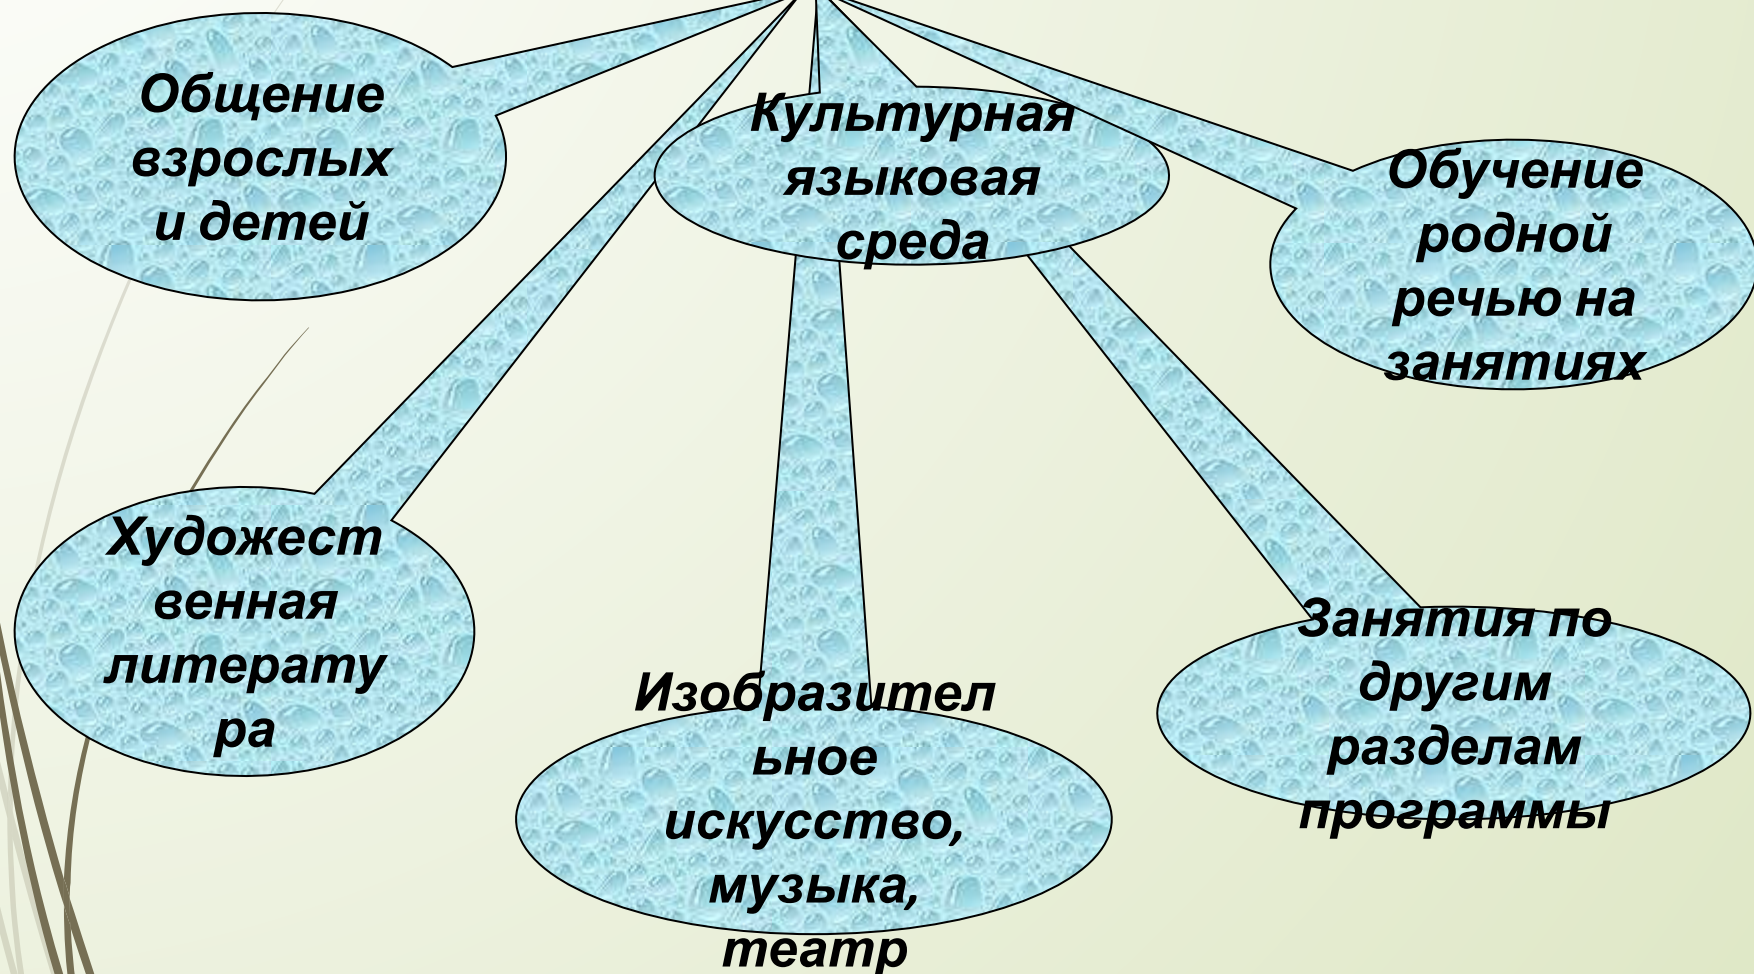 Общение
взрослых
и детей
Культурная
языковая
среда
Обучение
родной
речью на
занятиях
Художест
венная
литерату
ра
Изобразител
ьное
искусство,
музыка,
театр
Занятия по
другим
разделам
программы